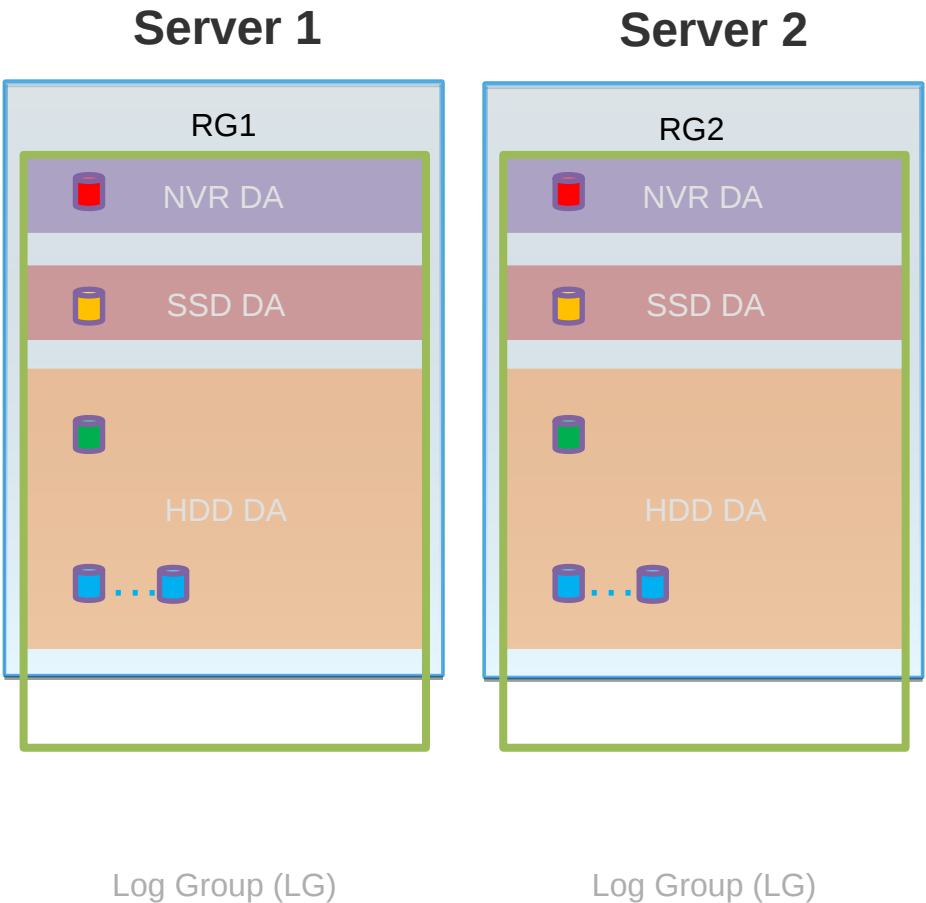 Server 1
Server 2
RG1
RG2
NVR DA
NVR DA
SSD DA
SSD DA
HDD DA
HDD DA
...
...
Log Group (LG)
Log Group (LG)